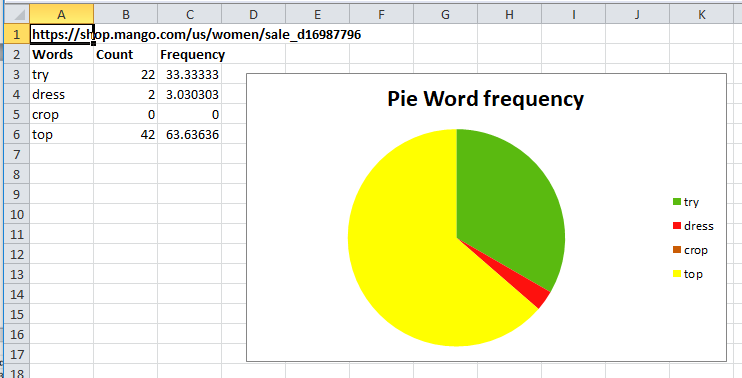 A B C D E F G H I J K
1 https://shop.mango.com/us/women/sale_d16987796
2 Words Count Frequency
3 try 22 33.33333
4 dress 2 3.030303
5 crop 0 0
6 top 42 63.63636
7
8
9
10
11
12
13
14
15
16
17
18
Pie Word frequency
try
dress
crop
top